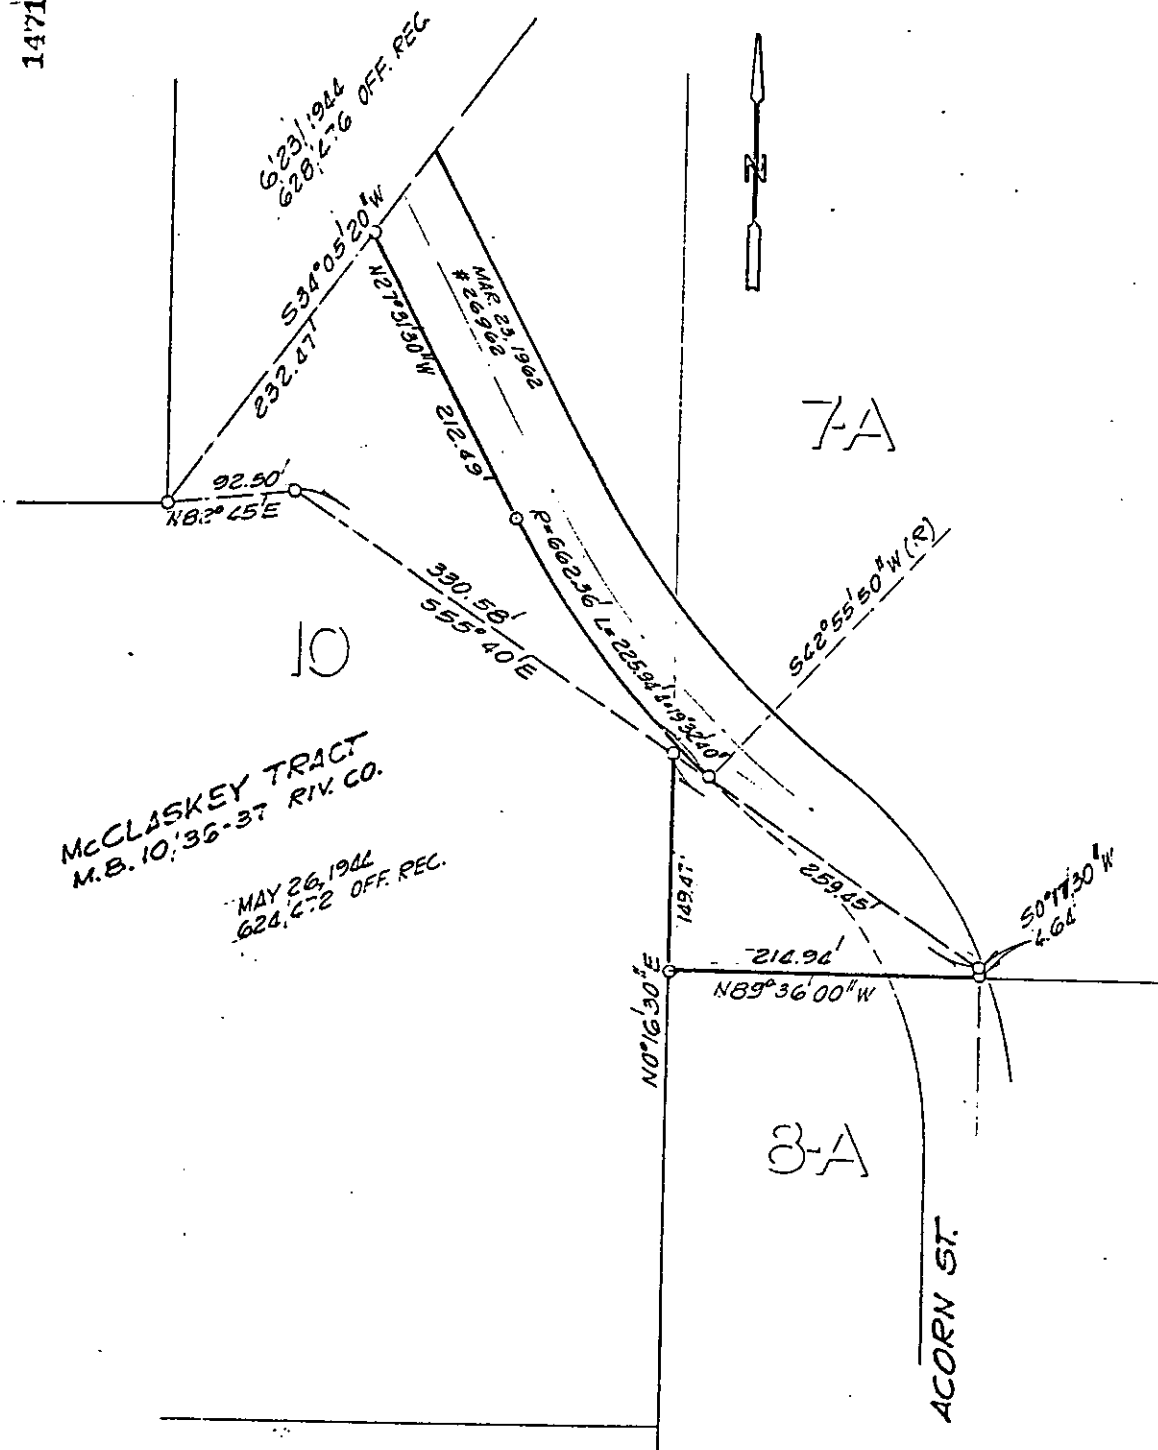 1471
6/23/1944
628/476 OFF. REC.
S34°05'20"W
232.47'
N27°31'30"W
212.49'
MAR. 23, 1962
# 26962
N
7-A
92.50'
N82°45'E
330.58'
S55°40'E
R=662.36' L=225.94' Δ=19°32'40"
S42°55'50"W (R)
10
McCLASKEY TRACT
M.B. 10/36-37 RIV. CO.
MAY 26, 1944
624/472 OFF. REC.
149.47'
N0°16'30"E
259.45'
214.94'
N89°36'00"W
S0°17'30"W
4.64'
8-A
ACORN ST.